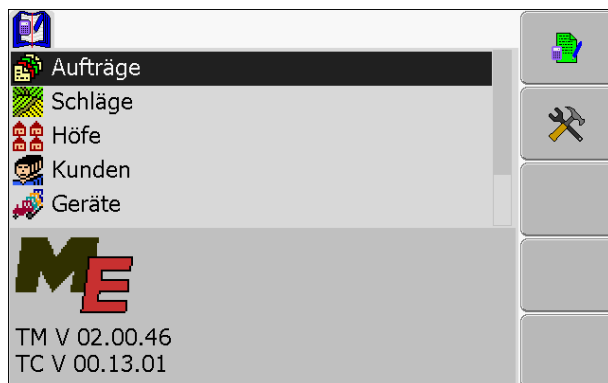 Aufträge
Schläge
Höfe
Kunden
Geräte
ME
TM V 02.00.46
TC V 00.13.01